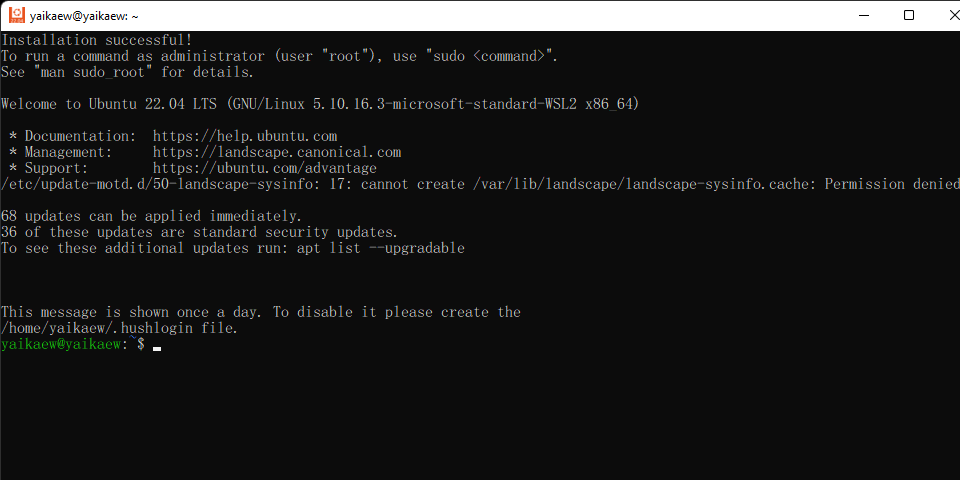 yaikaew@yaikaew: ~
Installation successful!
To run a command as administrator (user "root"), use "sudo <command>".
See "man sudo_root" for details.
Welcome to Ubuntu 22.04 LTS (GNU/Linux 5.10.16.3-microsoft-standard-WSL2 x86_64)
* Documentation:  https://help.ubuntu.com
* Management:     https://landscape.canonical.com
* Support:        https://ubuntu.com/advantage
/etc/update-motd.d/50-landscape-sysinfo: 17: cannot create /var/lib/landscape/landscape-sysinfo.cache: Permission denied
68 updates can be applied immediately.
36 of these updates are standard security updates.
To see these additional updates run: apt list --upgradable
This message is shown once a day. To disable it please create the
/home/yaikaew/.hushlogin file.
yaikaew@yaikaew:~$